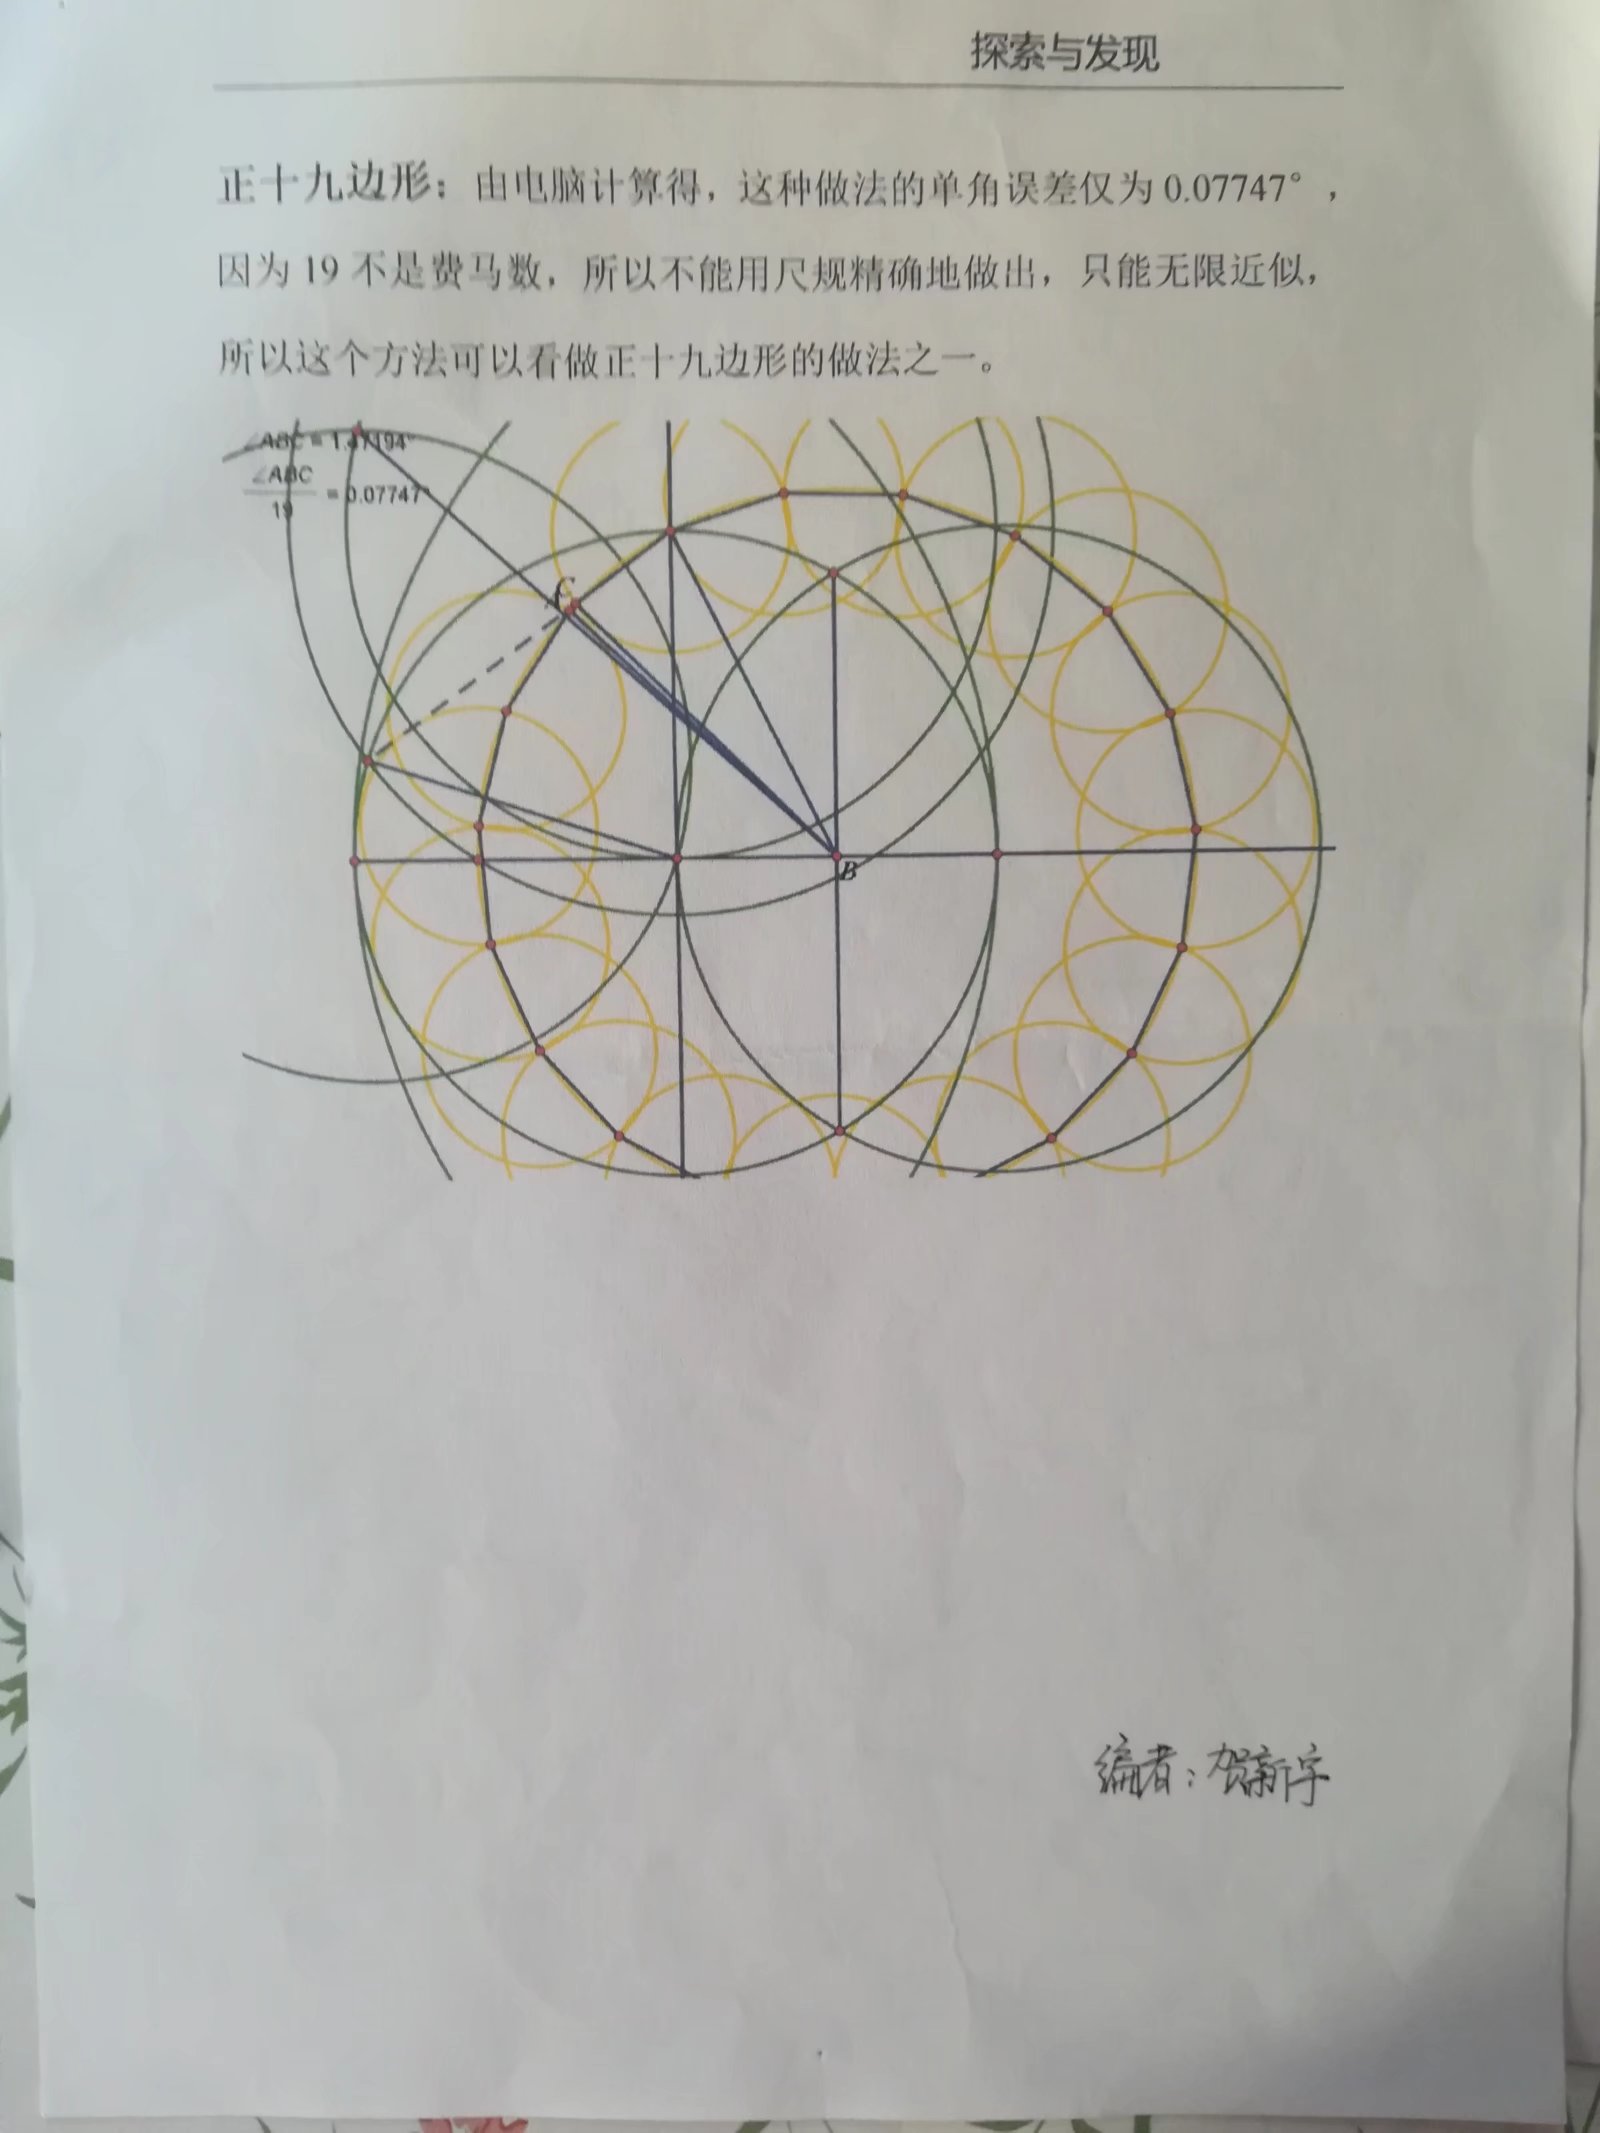 探索与发现
正十九边形：由电脑计算得，这种做法的单角误差仅为 0.07747°，
因为 19 不是费马数，所以不能用尺规精确地做出，只能无限近似，
所以这个方法可以看做正十九边形的做法之一。
∠ABC = 1.47194°
∠ABC
19
= 0.07747°
C
B
编者：贺新宇